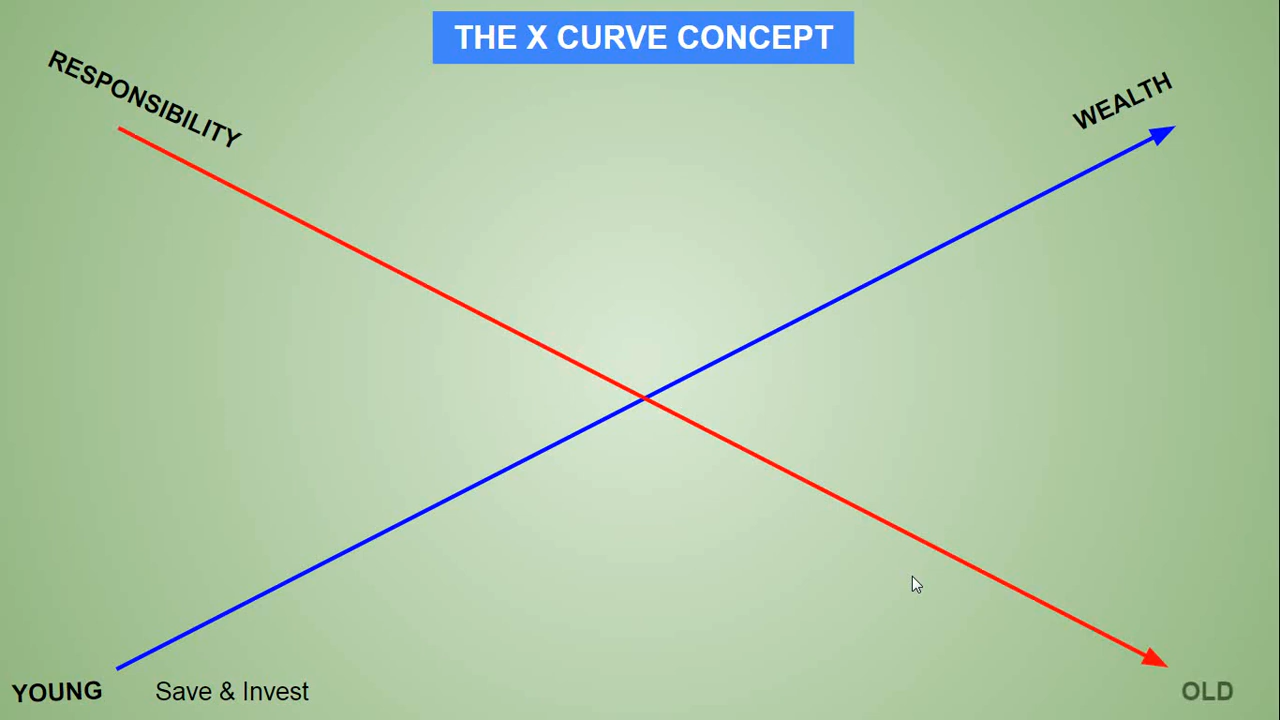 THE X CURVE CONCEPT
RESPONSIBILITY
WEALTH
YOUNG
Save & Invest
OLD